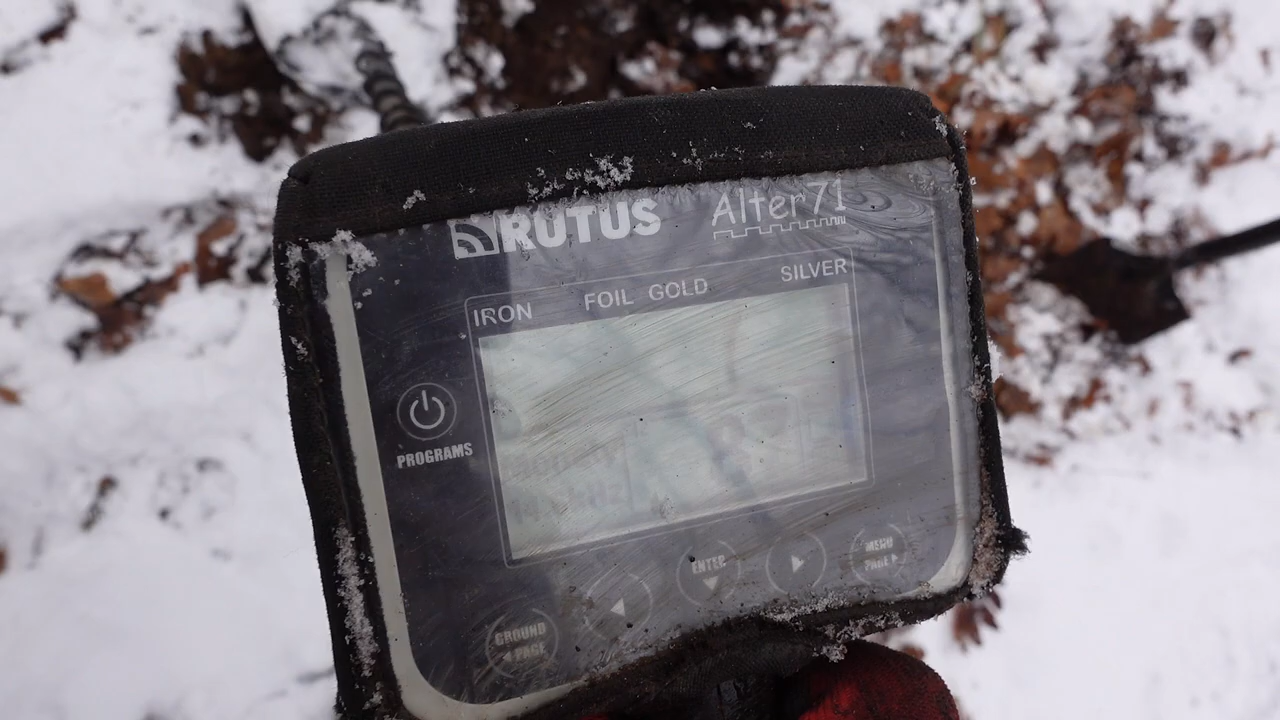 RUTUS Alter71
IRON FOIL GOLD SILVER
PROGRAMS
ENTER
MENU
PAGE
GROUND
PAGE